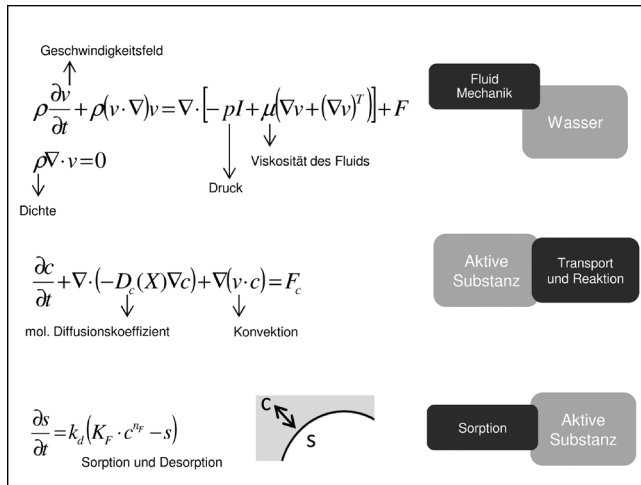 Geschwindigkeitsfeld
ρ ∂v/∂t + ρ(v·∇)v = ∇·[−pI + μ(∇v + (∇v)ᵀ)] + F
ρ∇·v = 0
Viskosität des Fluids
Druck
Dichte
Fluid
Mechanik
Wasser
∂c/∂t + ∇·(−D_c(X)∇c) + ∇(v·c) = F_c
mol. Diffusionskoeffizient
Konvektion
Aktive
Substanz
Transport
und Reaktion
∂s/∂t = k_d(K_F·c^{n_F} − s)
Sorption und Desorption
C
S
Sorption
Aktive
Substanz